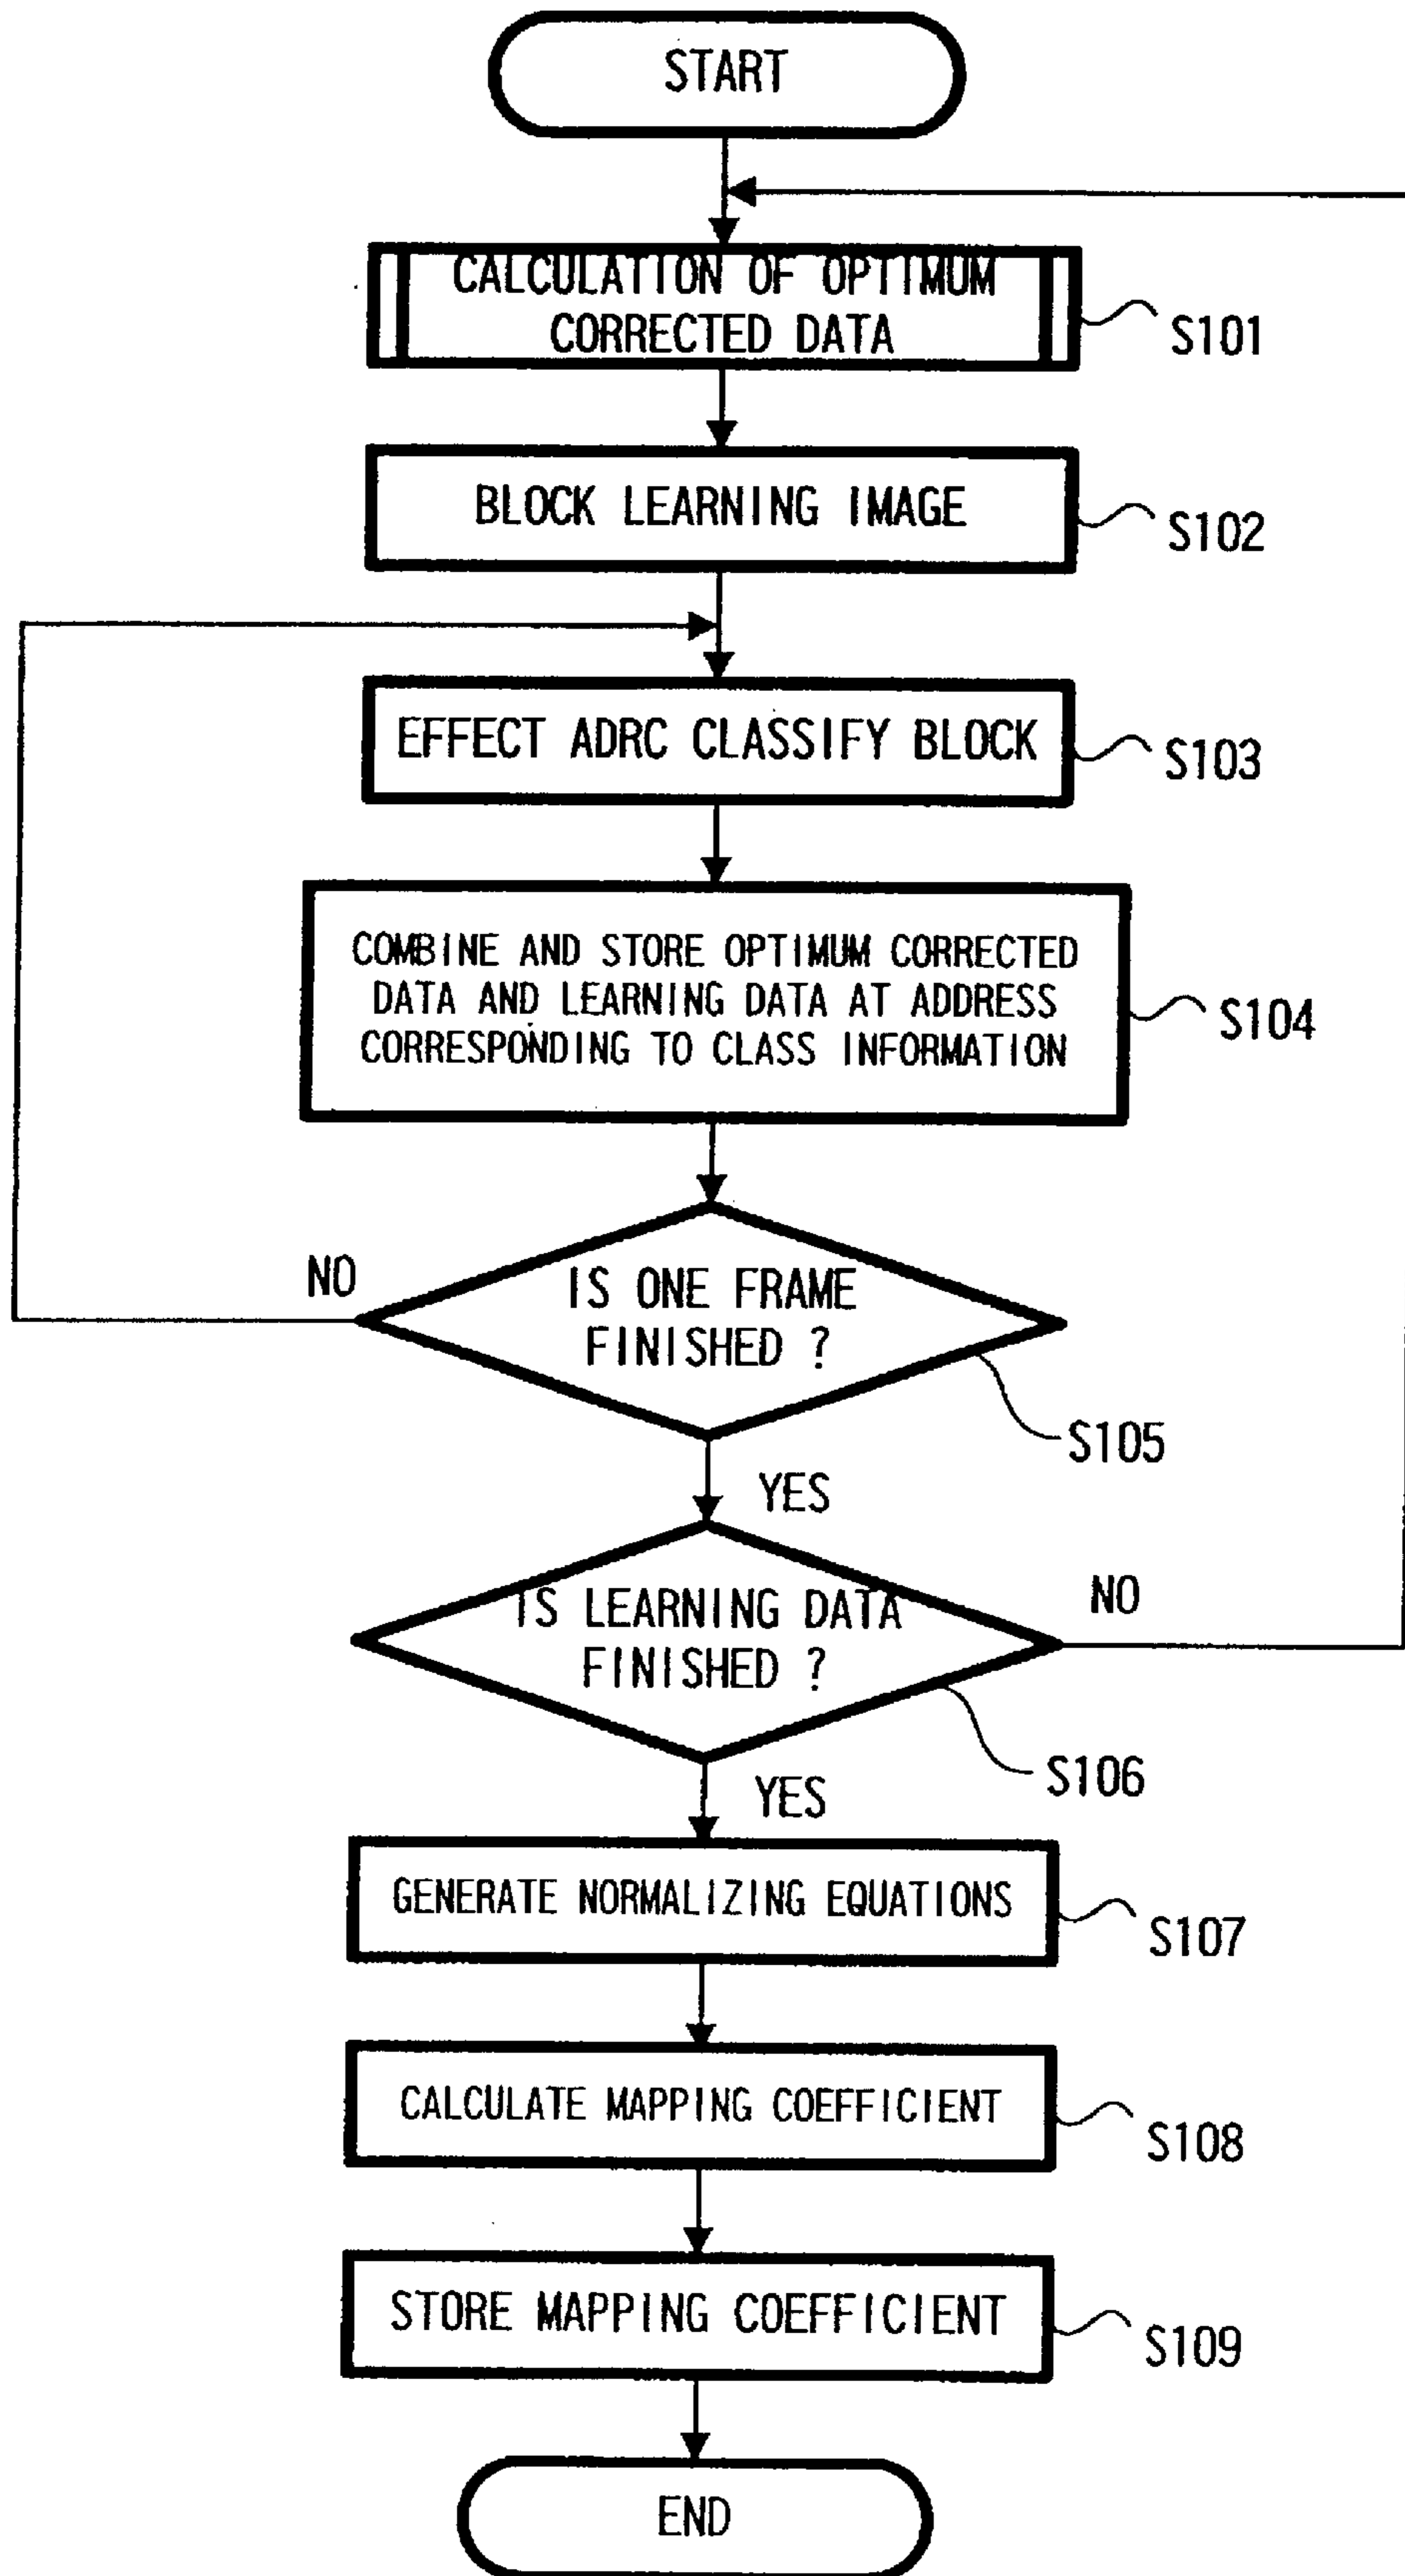 START
CALCULATION OF OPTIMUM
CORRECTED DATA
S101
BLOCK LEARNING IMAGE
S102
EFFECT ADRC CLASSIFY BLOCK
S103
COMBINE AND STORE OPTIMUM CORRECTED
DATA AND LEARNING DATA AT ADDRESS
CORRESPONDING TO CLASS INFORMATION
S104
NO
IS ONE FRAME
FINISHED ?
S105
YES
IS LEARNING DATA
FINISHED ?
NO
S106
YES
GENERATE NORMALIZING EQUATIONS
S107
CALCULATE MAPPING COEFFICIENT
S108
STORE MAPPING COEFFICIENT
S109
END